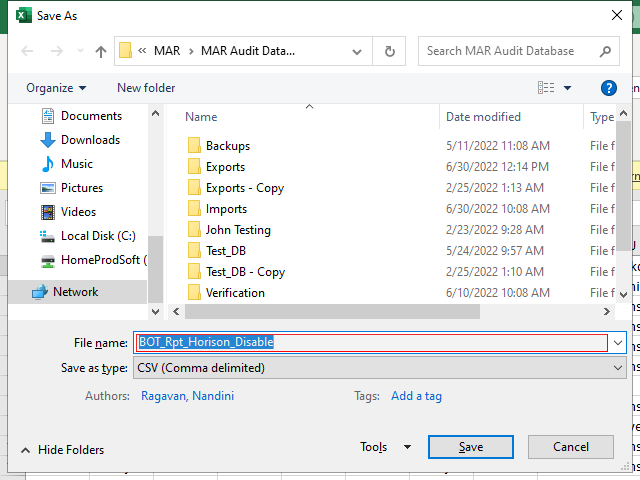 Save As
« MAR > MAR Audit Data...
Search MAR Audit Database
Organize
New folder
?
Name
Date modified
Type
Documents
Downloads
Music
Pictures
Videos
Local Disk (C:)
HomeProdSoft (
Network
Backups 5/11/2022 11:08 AM File f
Exports 6/30/2022 12:14 PM File f
Exports - Copy 2/25/2022 1:13 AM File f
Imports 6/30/2022 10:08 AM File f
John Testing 2/23/2022 9:28 AM File f
Test_DB 5/24/2022 9:57 AM File f
Test_DB - Copy 2/25/2022 1:10 AM File f
Verification 6/10/2022 10:08 AM File f
File name: BOT_Rpt_Horison_Disable
Save as type: CSV (Comma delimited)
Authors: Ragavan, Nandini
Tags: Add a tag
Hide Folders
Tools
Save
Cancel